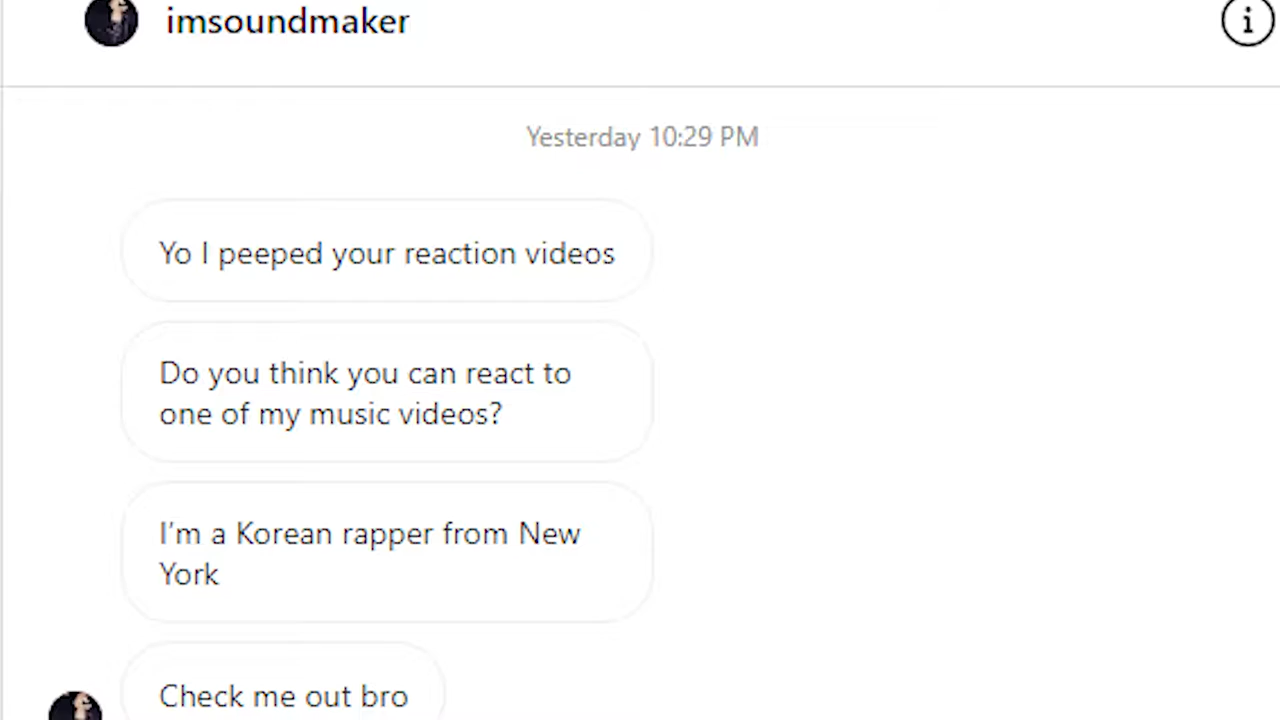 imsoundmaker
Yesterday 10:29 PM
Yo I peeped your reaction videos
Do you think you can react to
one of my music videos?
I'm a Korean rapper from New
York
Check me out bro